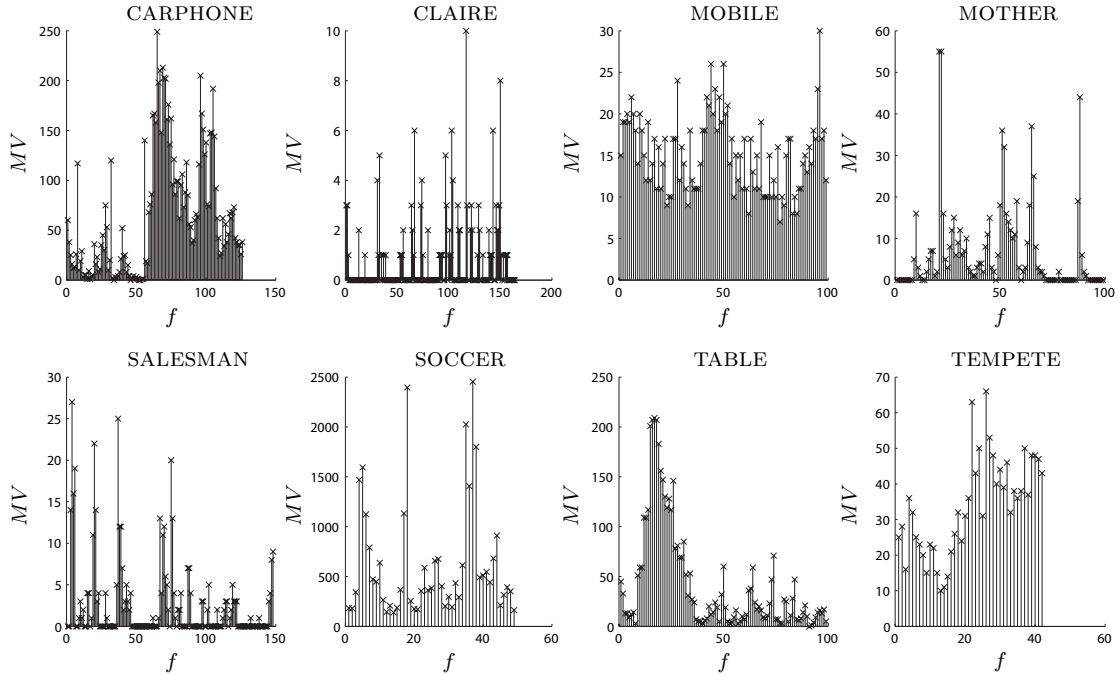 CARPHONE CLAIRE MOBILE MOTHER
250
200
150
100
50
0
MV
0 50 100 150
f
10
8
6
4
2
0
MV
0 50 100 150 200
f
30
25
20
15
10
5
0
MV
0 50 100
f
60
50
40
30
20
10
0
MV
0 50 100
f
SALESMAN SOCCER TABLE TEMPETE
30
25
20
15
10
5
0
MV
0 50 100 150
f
2500
2000
1500
1000
500
0
MV
0 20 40 60
f
250
200
150
100
50
0
MV
0 50 100
f
70
60
50
40
30
20
10
0
MV
0 20 40 60
f